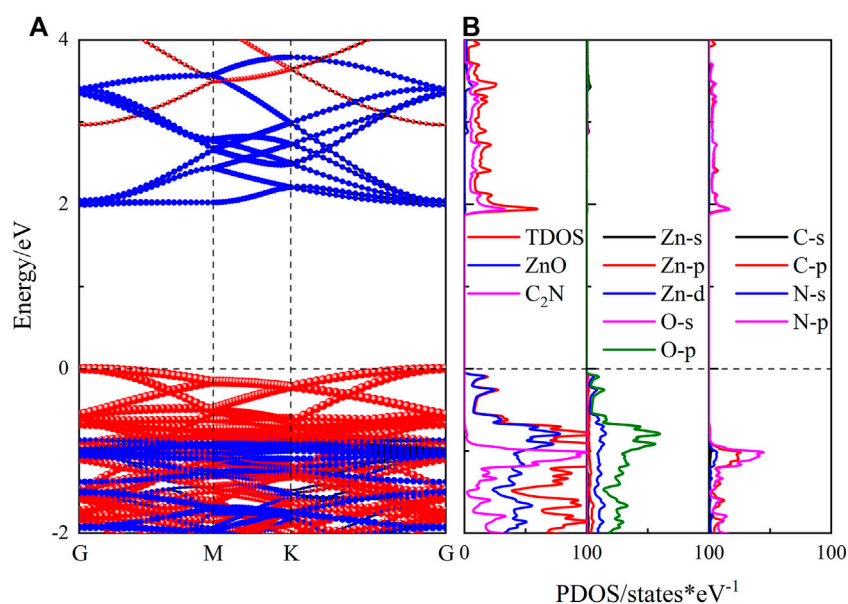 A
B
Energy/eV
4
2
0
-2
G
M
K
G
TDOS
ZnO
C₂N
Zn-s
Zn-p
Zn-d
O-s
O-p
C-s
C-p
N-s
N-p
0
100
100
100
PDOS/states*eV⁻¹